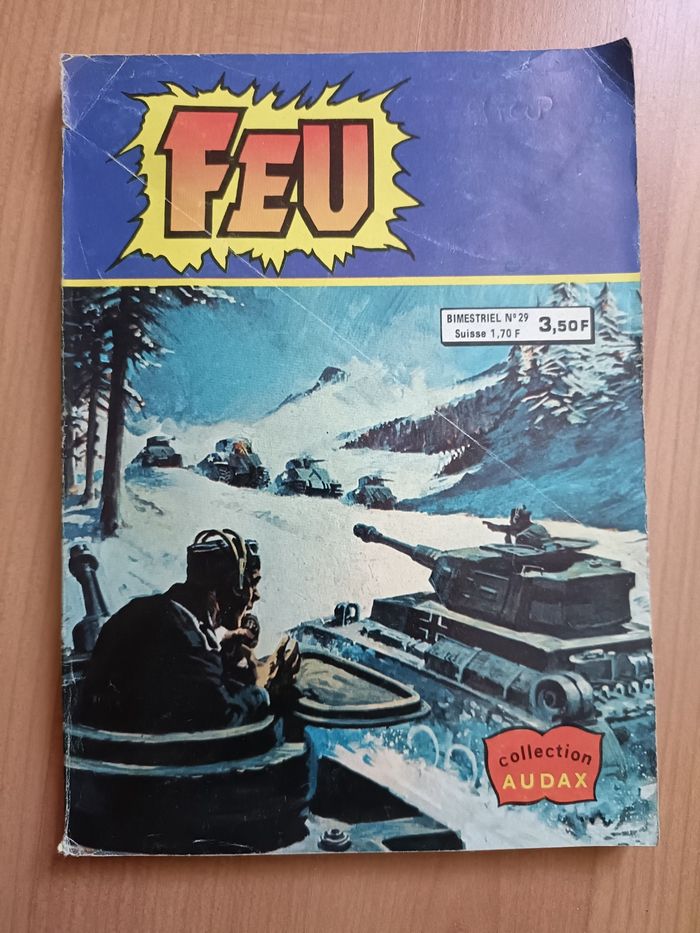 FEU
BIMESTRIEL N° 29
Suisse 1,70 F
3,50F
collection
AUDAX